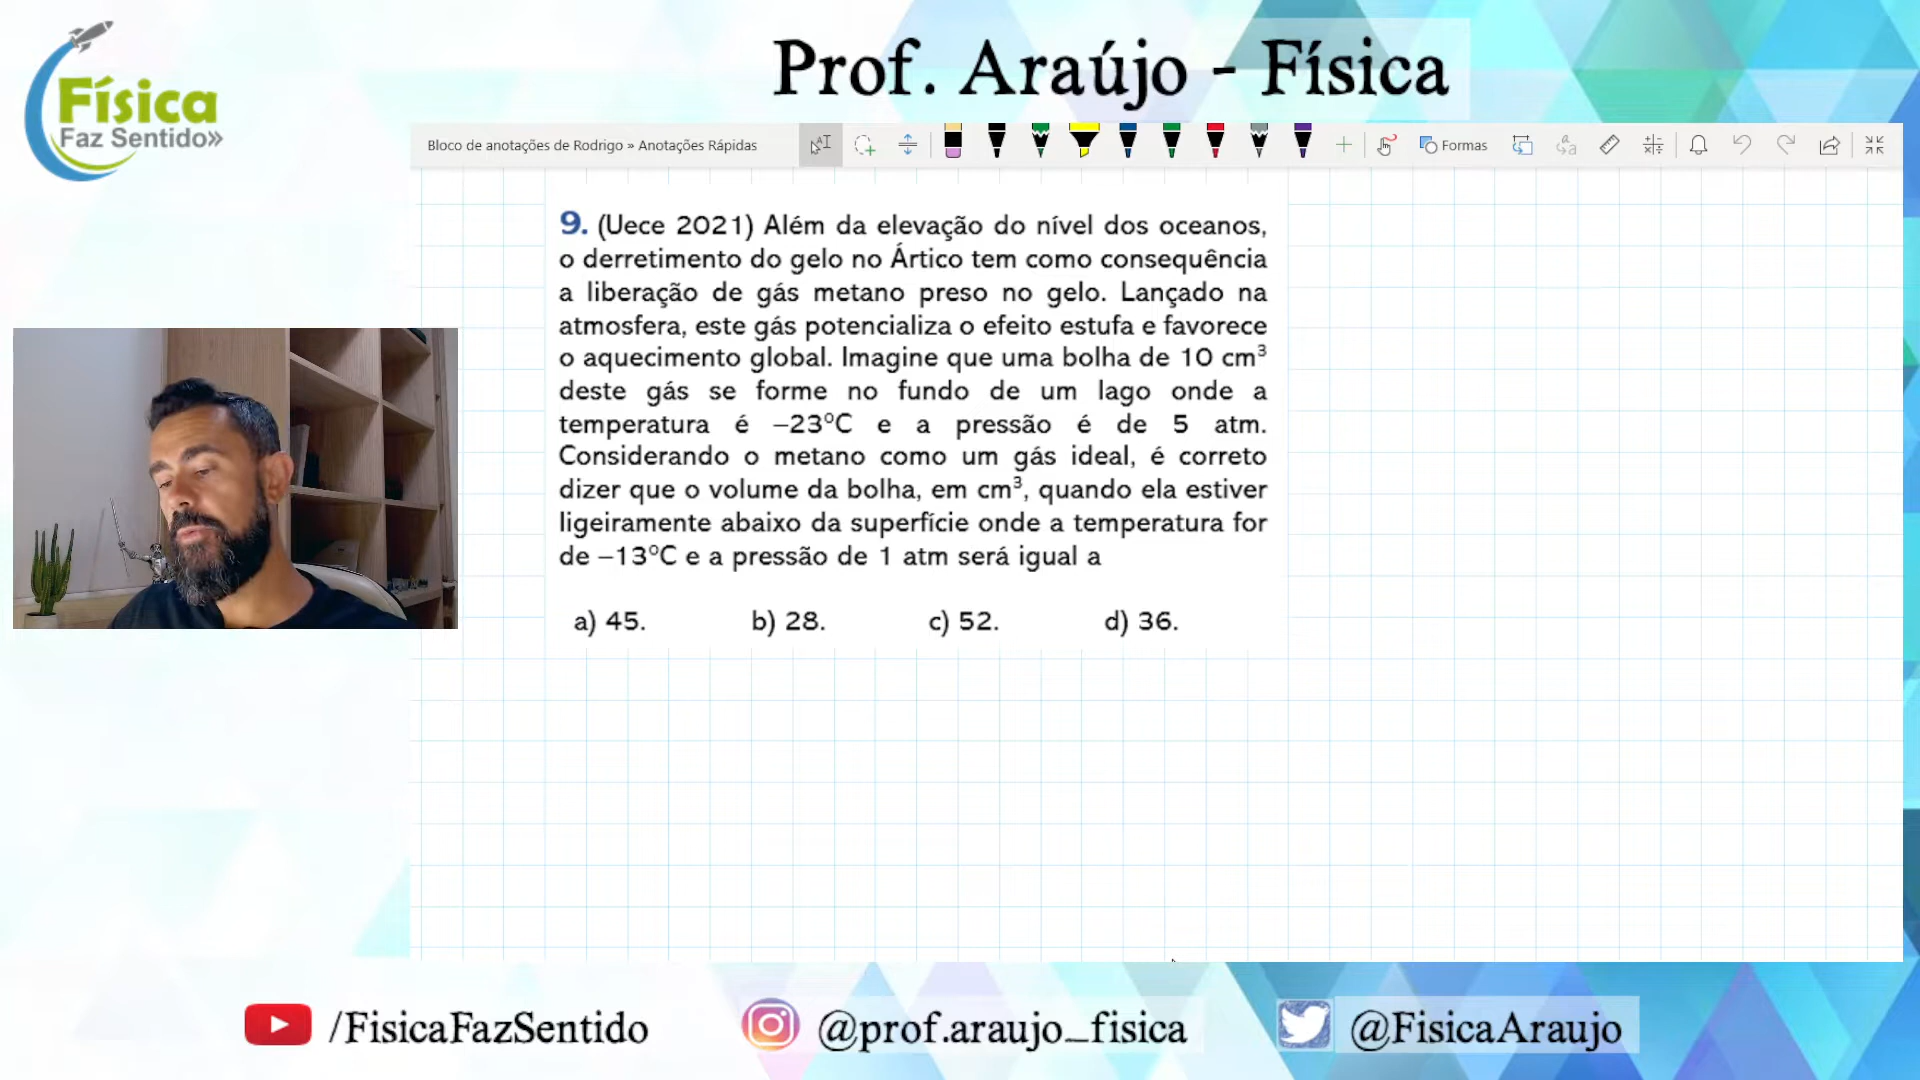 Física
Faz Sentido»
Prof. Araújo - Física
Bloco de anotações de Rodrigo » Anotações Rápidas
Formas
9. (Uece 2021) Além da elevação do nível dos oceanos,
o derretimento do gelo no Ártico tem como consequência
a liberação de gás metano preso no gelo. Lançado na
atmosfera, este gás potencializa o efeito estufa e favorece
o aquecimento global. Imagine que uma bolha de 10 cm³
deste gás se forme no fundo de um lago onde a
temperatura é –23ºC e a pressão é de 5 atm.
Considerando o metano como um gás ideal, é correto
dizer que o volume da bolha, em cm³, quando ela estiver
ligeiramente abaixo da superfície onde a temperatura for
de –13ºC e a pressão de 1 atm será igual a
a) 45. b) 28. c) 52. d) 36.
/FisicaFazSentido
@prof.araujo_fisica
@FisicaAraujo